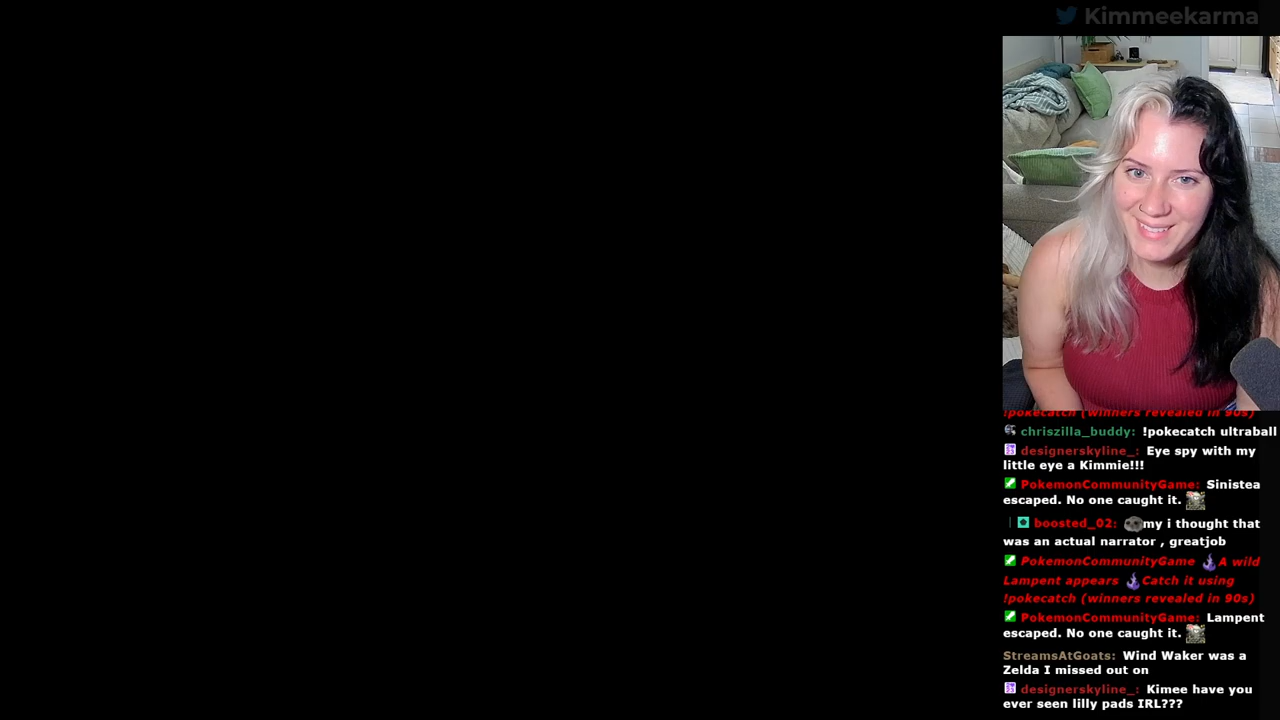 Kimmeekarma
!pokecatch (winners revealed in 90s)
chriszilla_buddy: !pokecatch ultraball
designerskyline_: Eye spy with my
little eye a Kimmie!!!
PokemonCommunityGame: Sinistea
escaped. No one caught it.
boosted_02: my i thought that
was an actual narrator , greatjob
PokemonCommunityGame A wild
Lampent appears Catch it using
!pokecatch (winners revealed in 90s)
PokemonCommunityGame: Lampent
escaped. No one caught it.
StreamsAtGoats: Wind Waker was a
Zelda I missed out on
designerskyline_: Kimee have you
ever seen lilly pads IRL???